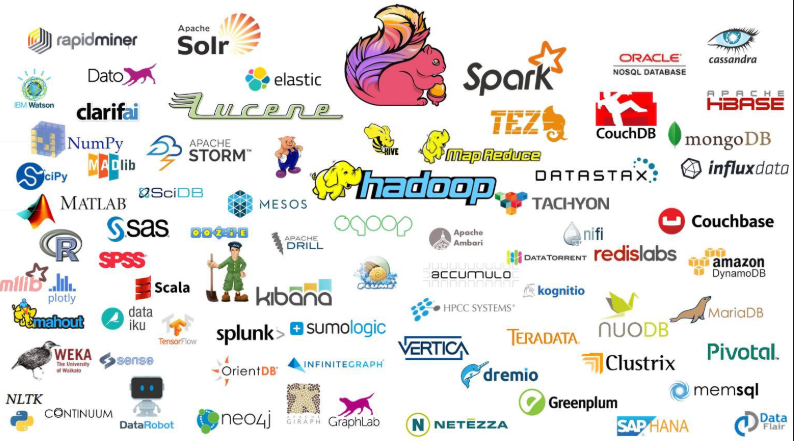 rapidminer
Apache
Solr
ORACLE
NOSQL DATABASE
cassandra
Dato
IBM Watson
elastic
Spark
APACHE
HBASE
clarifai
Lucene
TEZ
CouchDB
mongoDB
NumPy
APACHE
STORM™
HIVE
Map Reduce
SciPy
MADlib
hadoop
DATASTAX
influxdata
SciDB
MATLAB
MESOS
TACHYON
Couchbase
sas
OOZIE
sqoop
Apache
Ambari
nifi
R
APACHE
DRILL
DATATORRENT
redislabs
amazon
DynamoDB
SPSS
mllib
plotly
Scala
kibana
accumulo
kognitio
mahout
data
iku
TensorFlow
splunk>
sumologic
HPCC SYSTEMS
NUODB
MariaDB
VERTICA
TERADATA
WEKA
The University
of Waikato
sense
OrientDB
INFINITEGRAPH
dremio
Clustrix
Pivotal
memsql
NLTK
CONTINUUM
DataRobot
neo4j
APACHE
GIRAPH
GraphLab
NETEZZA
Greenplum
SAP HANA
Data
Flair